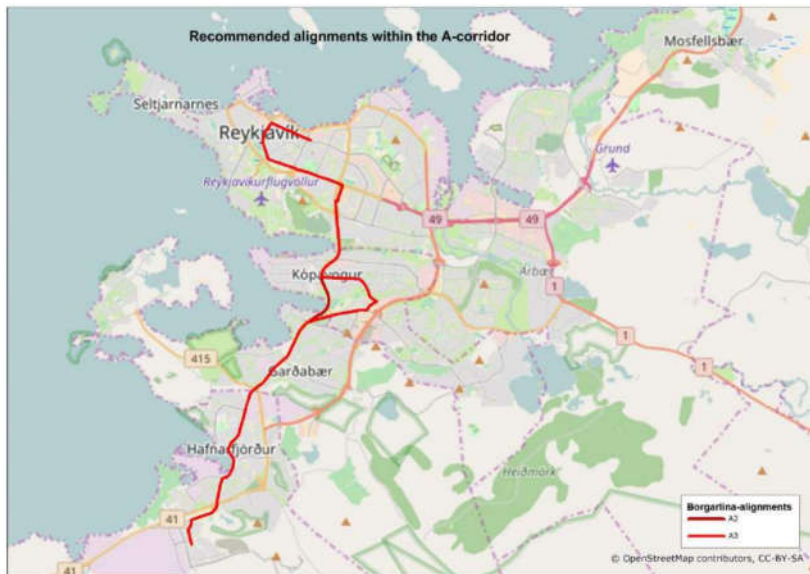 Recommended alignments within the A-corridor
Mosfellsbær
Seltjarnarnes
Reykjavík
Grund
Reykjavíkurflugvöllur
49
49
Kópavogur
Árbær
1
415
1
1
Garðabær
Hafnarfjörður
Heiðmörk
41
41
Borgarlína-alignments
A2
A3
© OpenStreetMap contributors, CC-BY-SA